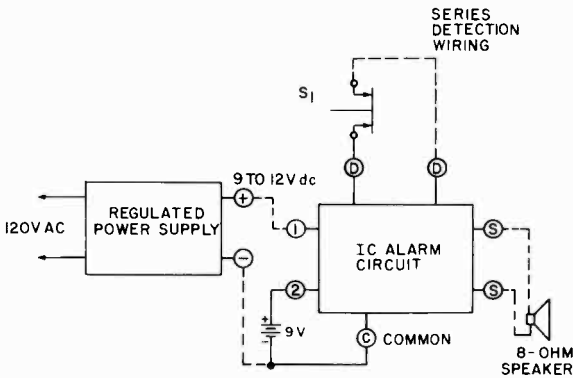 SERIES
DETECTION
WIRING
S1
D
D
9 TO 12V dc
+
120V AC
REGULATED
POWER SUPPLY
1
IC ALARM
CIRCUIT
S
-
2
S
+
9V
-
C
COMMON
8-OHM
SPEAKER